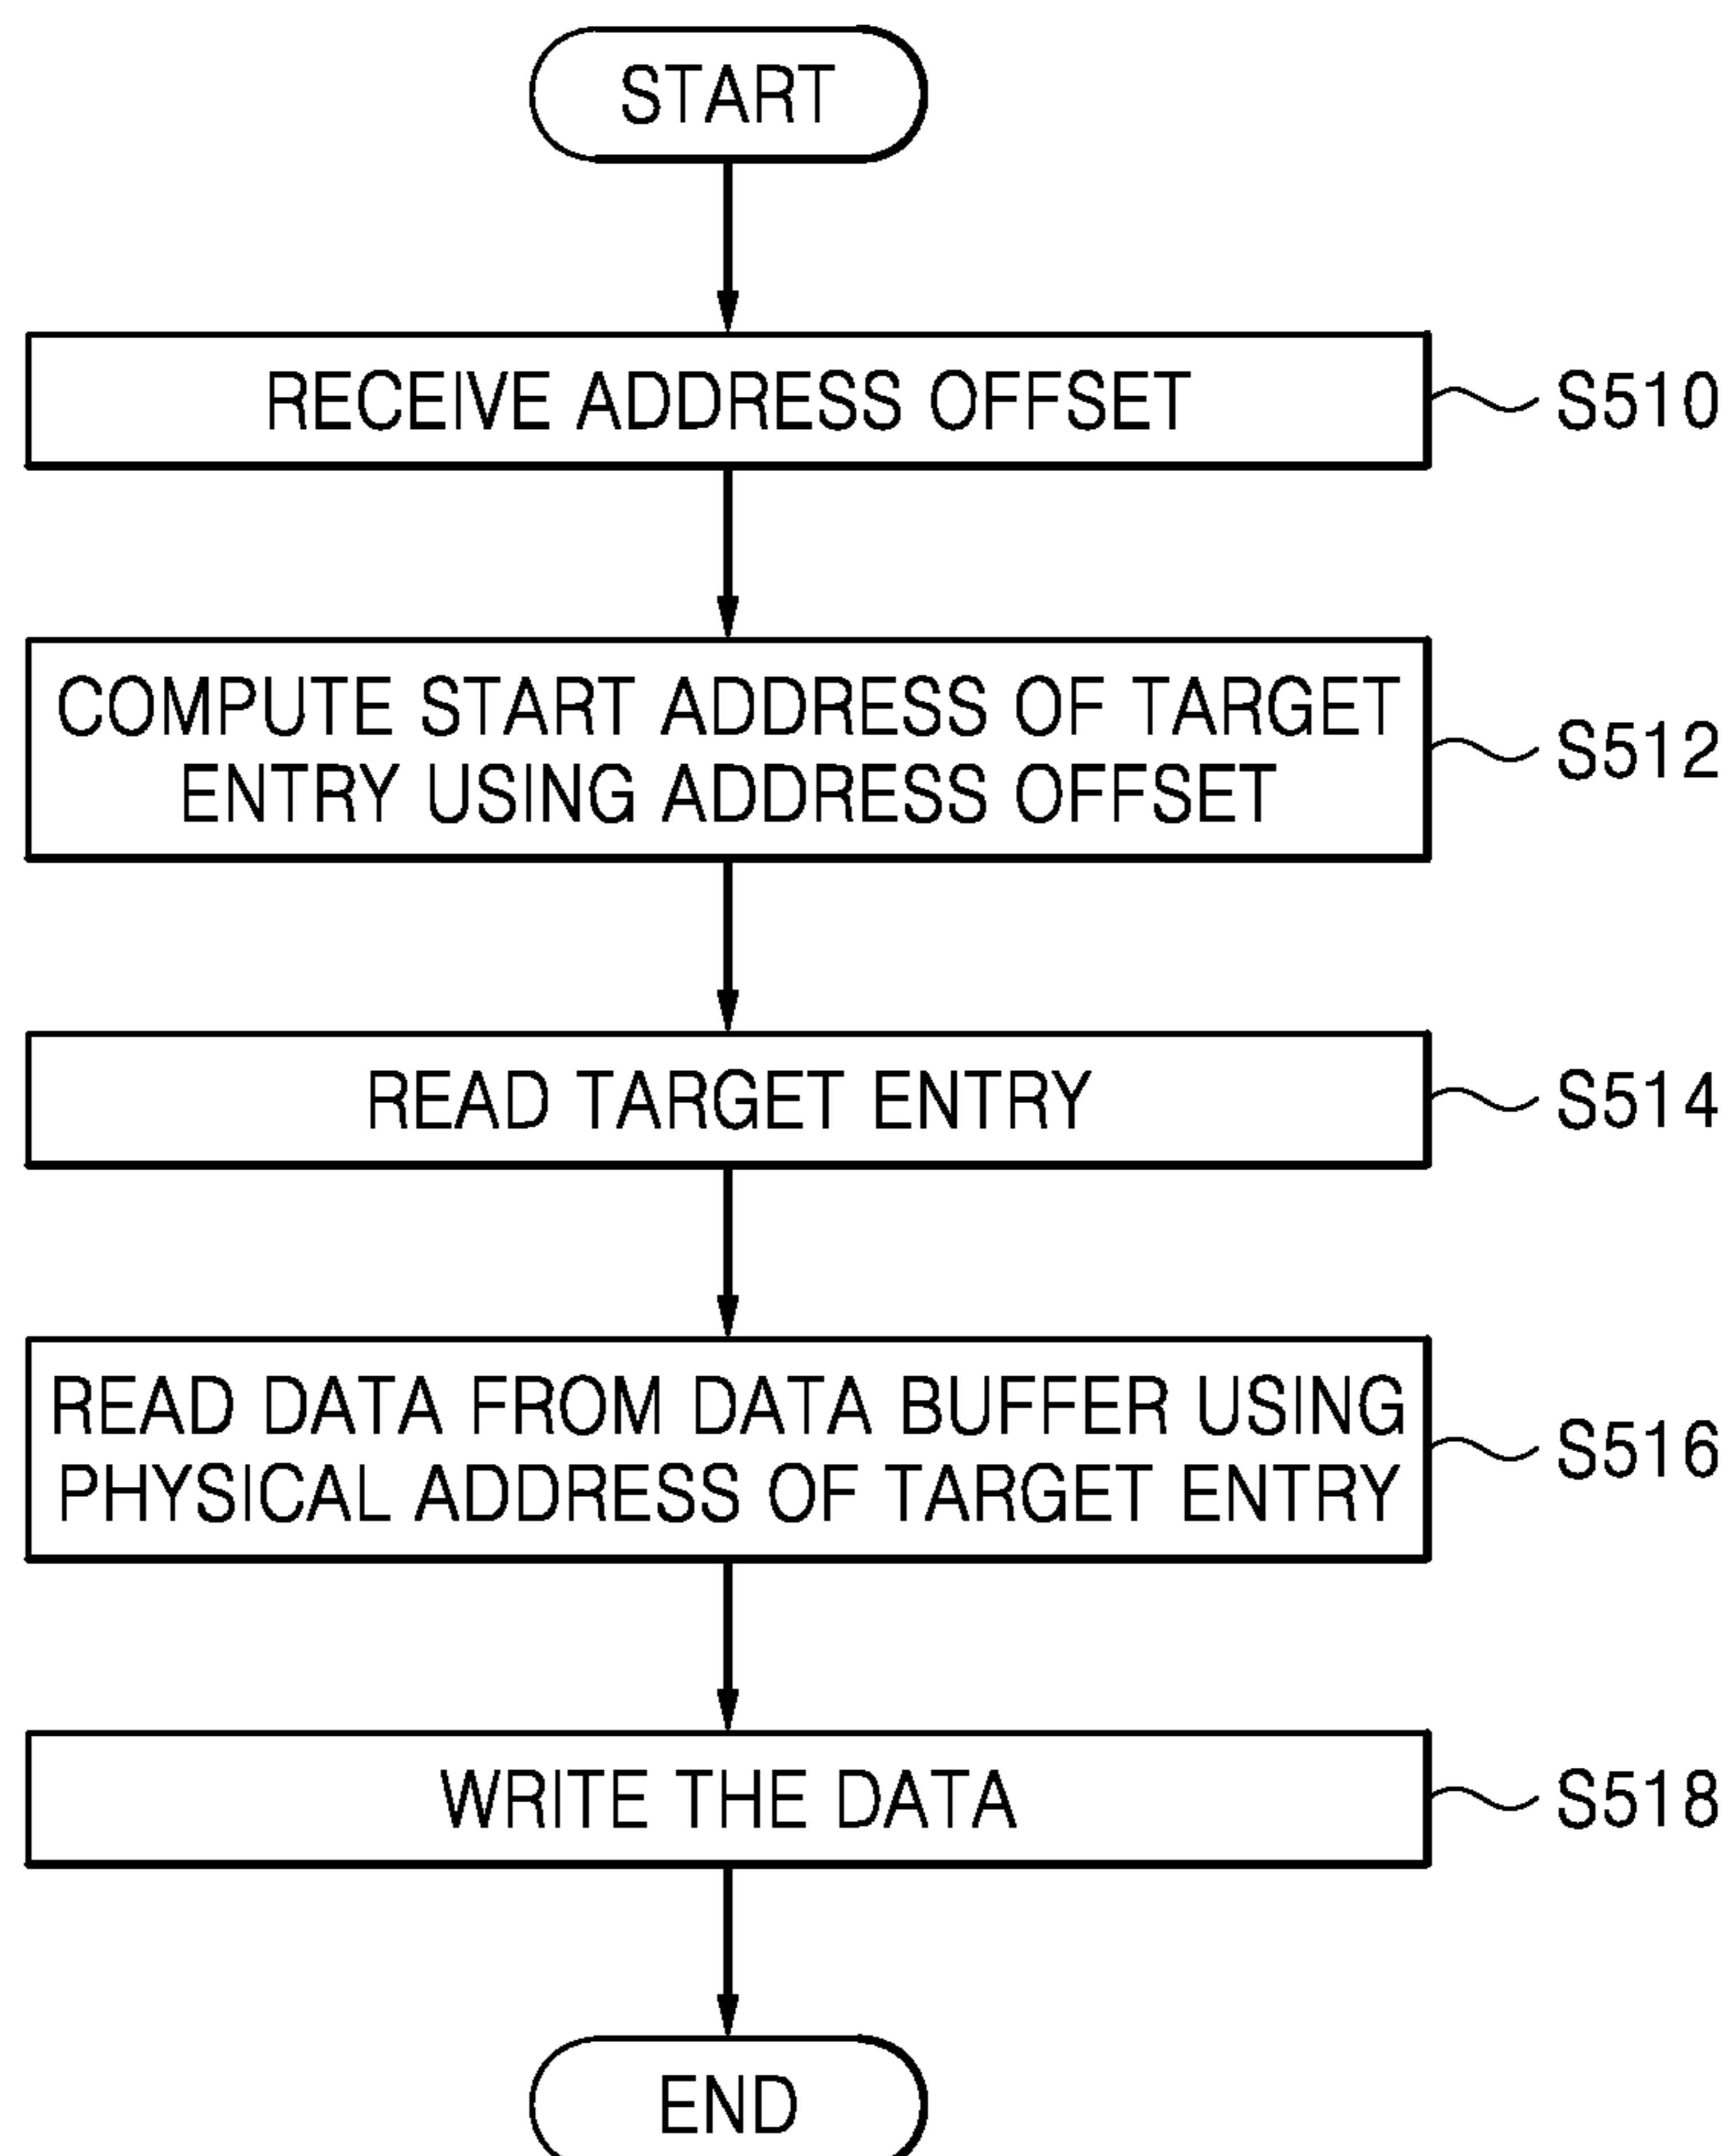 START
RECEIVE ADDRESS OFFSET
S510
COMPUTE START ADDRESS OF TARGET
ENTRY USING ADDRESS OFFSET
S512
READ TARGET ENTRY
S514
READ DATA FROM DATA BUFFER USING
PHYSICAL ADDRESS OF TARGET ENTRY
S516
WRITE THE DATA
S518
END